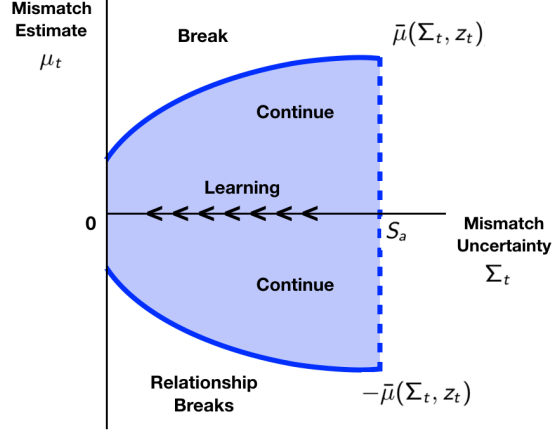 Mismatch
Estimate
μ_t
Break
μ̄(Σ_t, z_t)
Continue
Learning
0
S_a
Mismatch
Uncertainty
Σ_t
Continue
Relationship
Breaks
−μ̄(Σ_t, z_t)